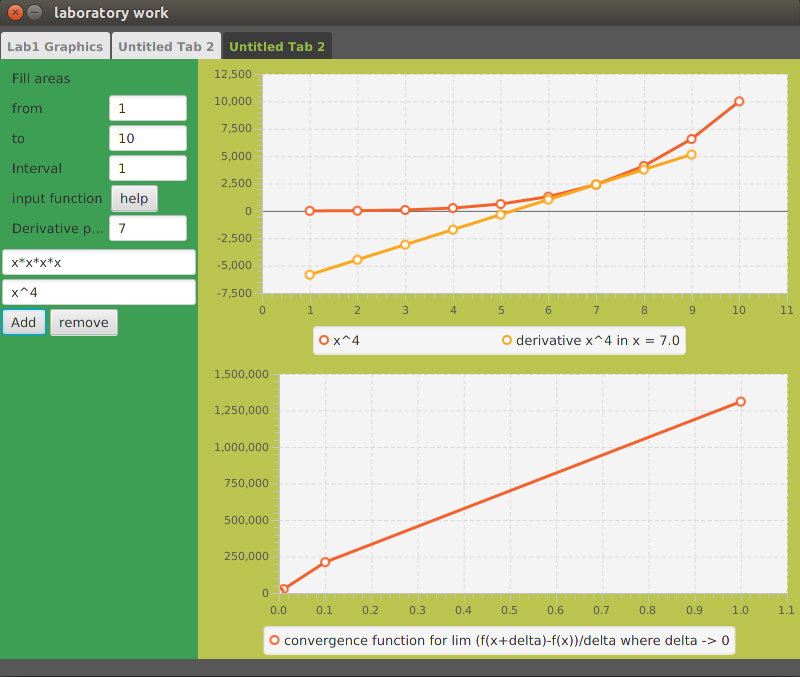 laboratory work
Lab1 Graphics
Untitled Tab 2
Untitled Tab 2
Fill areas
from 1
to 10
Interval 1
input function help
Derivative p... 7
x*x*x*x
x^4
Add remove
12,500
10,000
7,500
5,000
2,500
0
-2,500
-5,000
-7,500
0 1 2 3 4 5 6 7 8 9 10 11
x^4 derivative x^4 in x = 7.0
1,500,000
1,250,000
1,000,000
750,000
500,000
250,000
0
0.0 0.1 0.2 0.3 0.4 0.5 0.6 0.7 0.8 0.9 1.0 1.1
convergence function for lim (f(x+delta)-f(x))/delta where delta -> 0